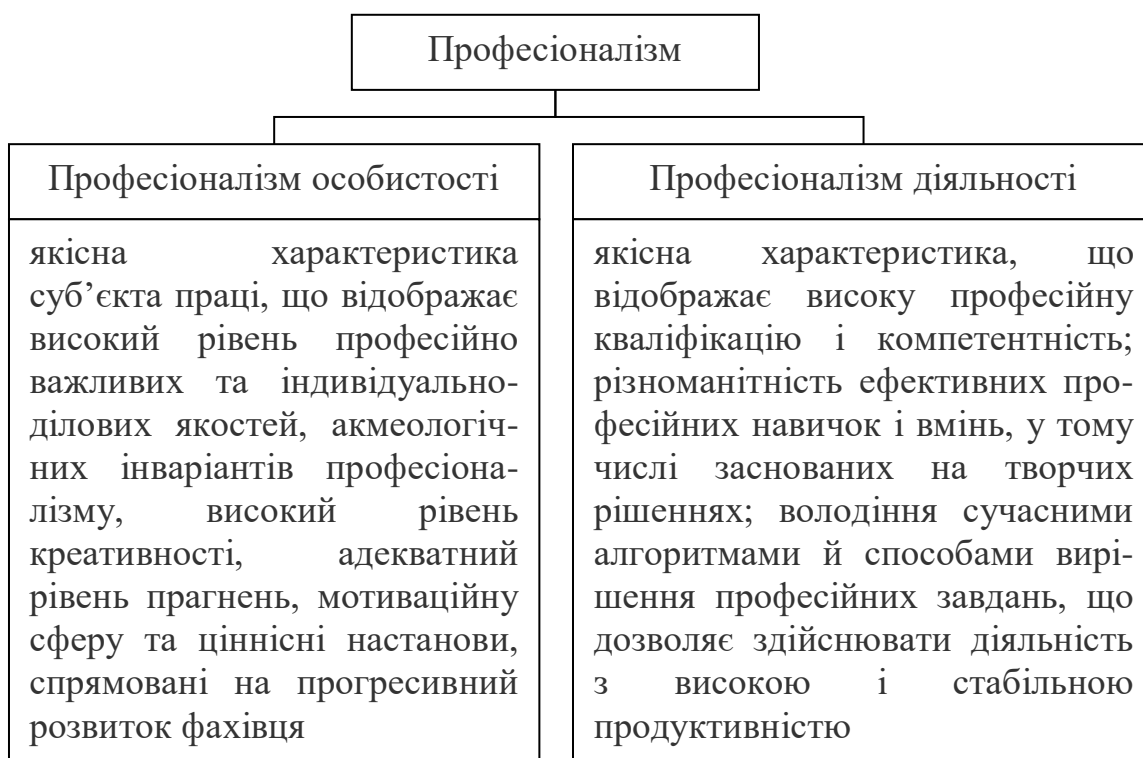 Професіоналізм
Професіоналізм особистості
якісна характеристика
суб’єкта праці, що відображає
високий рівень професійно
важливих та індивідуально-
ділових якостей, акмеологіч-
них інваріантів професіона-
лізму, високий рівень
креативності, адекватний
рівень прагнень, мотиваційну
сферу та ціннісні настанови,
спрямовані на прогресивний
розвиток фахівця
Професіоналізм діяльності
якісна характеристика, що
відображає високу професійну
кваліфікацію і компетентність;
різноманітність ефективних про-
фесійних навичок і вмінь, у тому
числі заснованих на творчих
рішеннях; володіння сучасними
алгоритмами й способами вирі-
шення професійних завдань, що
дозволяє здійснювати діяльність
з високою і стабільною
продуктивністю